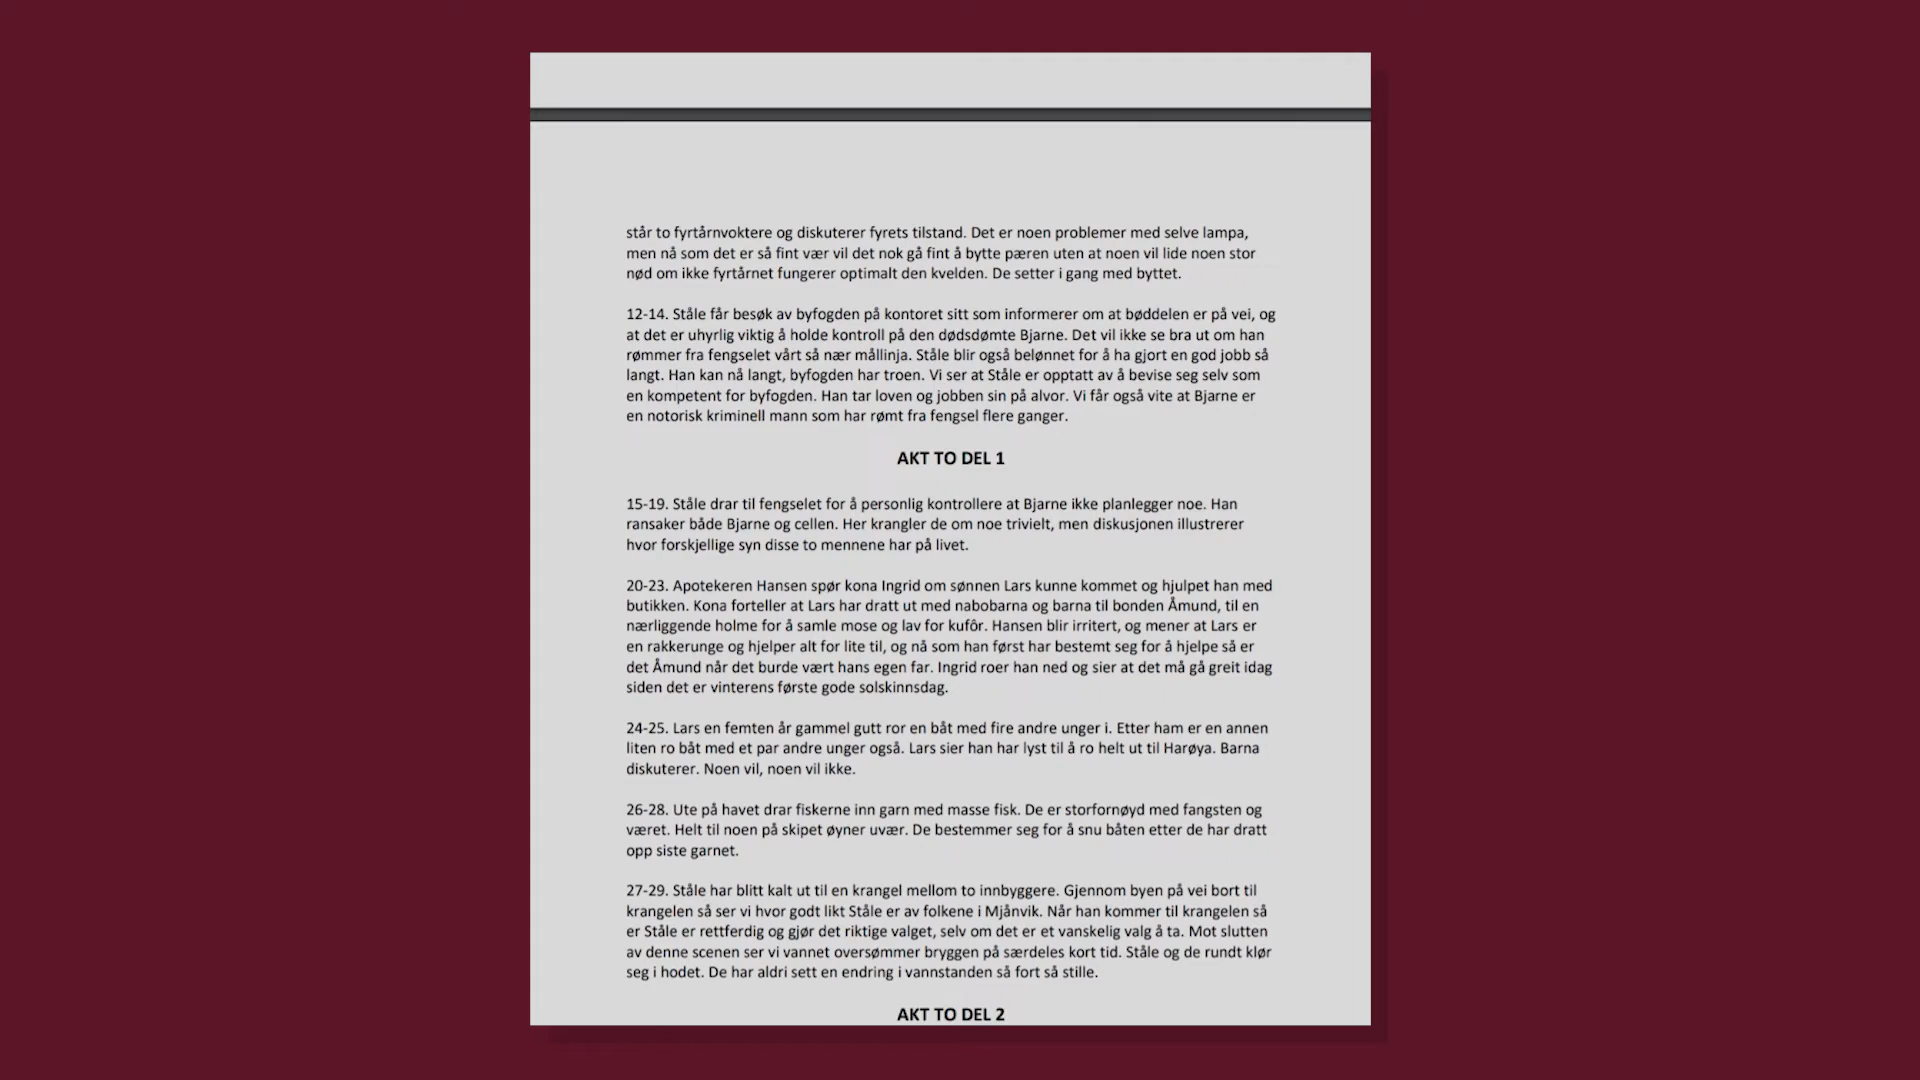 står to fyrtårnvoktere og diskuterer fyrets tilstand. Det er noen problemer med selve lampa,
men nå som det er så fint vær vil det nok gå fint å bytte pæren uten at noen vil lide noen stor
nød om ikke fyrtårnet fungerer optimalt den kvelden. De setter i gang med byttet.
12-14. Ståle får besøk av byfogden på kontoret sitt som informerer om at bøddelen er på vei, og
at det er uhyrlig viktig å holde kontroll på den dødsdømte Bjarne. Det vil ikke se bra ut om han
rømmer fra fengselet vårt så nær mållinja. Ståle blir også belønnet for å ha gjort en god jobb så
langt. Han kan nå langt, byfogden har troen. Vi ser at Ståle er opptatt av å bevise seg selv som
en kompetent for byfogden. Han tar loven og jobben sin på alvor. Vi får også vite at Bjarne er
en notorisk kriminell mann som har rømt fra fengsel flere ganger.
AKT TO DEL 1
15-19. Ståle drar til fengselet for å personlig kontrollere at Bjarne ikke planlegger noe. Han
ransaker både Bjarne og cellen. Her krangler de om noe trivielt, men diskusjonen illustrerer
hvor forskjellige syn disse to mennene har på livet.
20-23. Apotekeren Hansen spør kona Ingrid om sønnen Lars kunne kommet og hjulpet han med
butikken. Kona forteller at Lars har dratt ut med nabobarna og barna til bonden Åmund, til en
nærliggende holme for å samle mose og lav for kufôr. Hansen blir irritert, og mener at Lars er
en rakkerunge og hjelper alt for lite til, og nå som han først har bestemt seg for å hjelpe så er
det Åmund når det burde vært hans egen far. Ingrid roer han ned og sier at det må gå greit idag
siden det er vinterens første gode solskinnsdag.
24-25. Lars en femten år gammel gutt ror en båt med fire andre unger i. Etter ham er en annen
liten ro båt med et par andre unger også. Lars sier han har lyst til å ro helt ut til Harøya. Barna
diskuterer. Noen vil, noen vil ikke.
26-28. Ute på havet drar fiskerne inn garn med masse fisk. De er storfornøyd med fangsten og
været. Helt til noen på skipet øyner uvær. De bestemmer seg for å snu båten etter de har dratt
opp siste garnet.
27-29. Ståle har blitt kalt ut til en krangel mellom to innbyggere. Gjennom byen på vei bort til
krangelen så ser vi hvor godt likt Ståle er av folkene i Mjånvik. Når han kommer til krangelen så
er Ståle er rettferdig og gjør det riktige valget, selv om det er et vanskelig valg å ta. Mot slutten
av denne scenen ser vi vannet oversømmer bryggen på særdeles kort tid. Ståle og de rundt klør
seg i hodet. De har aldri sett en endring i vannstanden så fort så stille.
AKT TO DEL 2